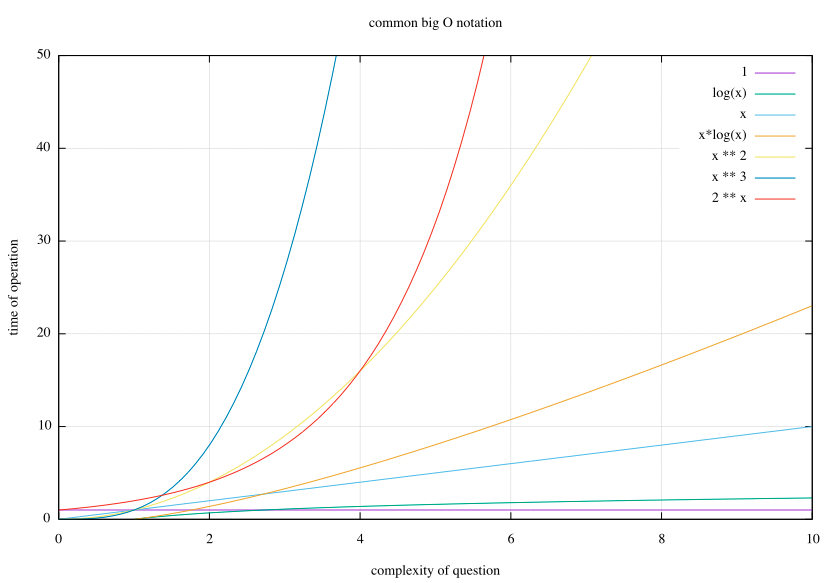 common big O notation
50
40
30
20
10
0
time of operation
1
log(x)
x
x*log(x)
x ** 2
x ** 3
2 ** x
0 2 4 6 8 10
complexity of question